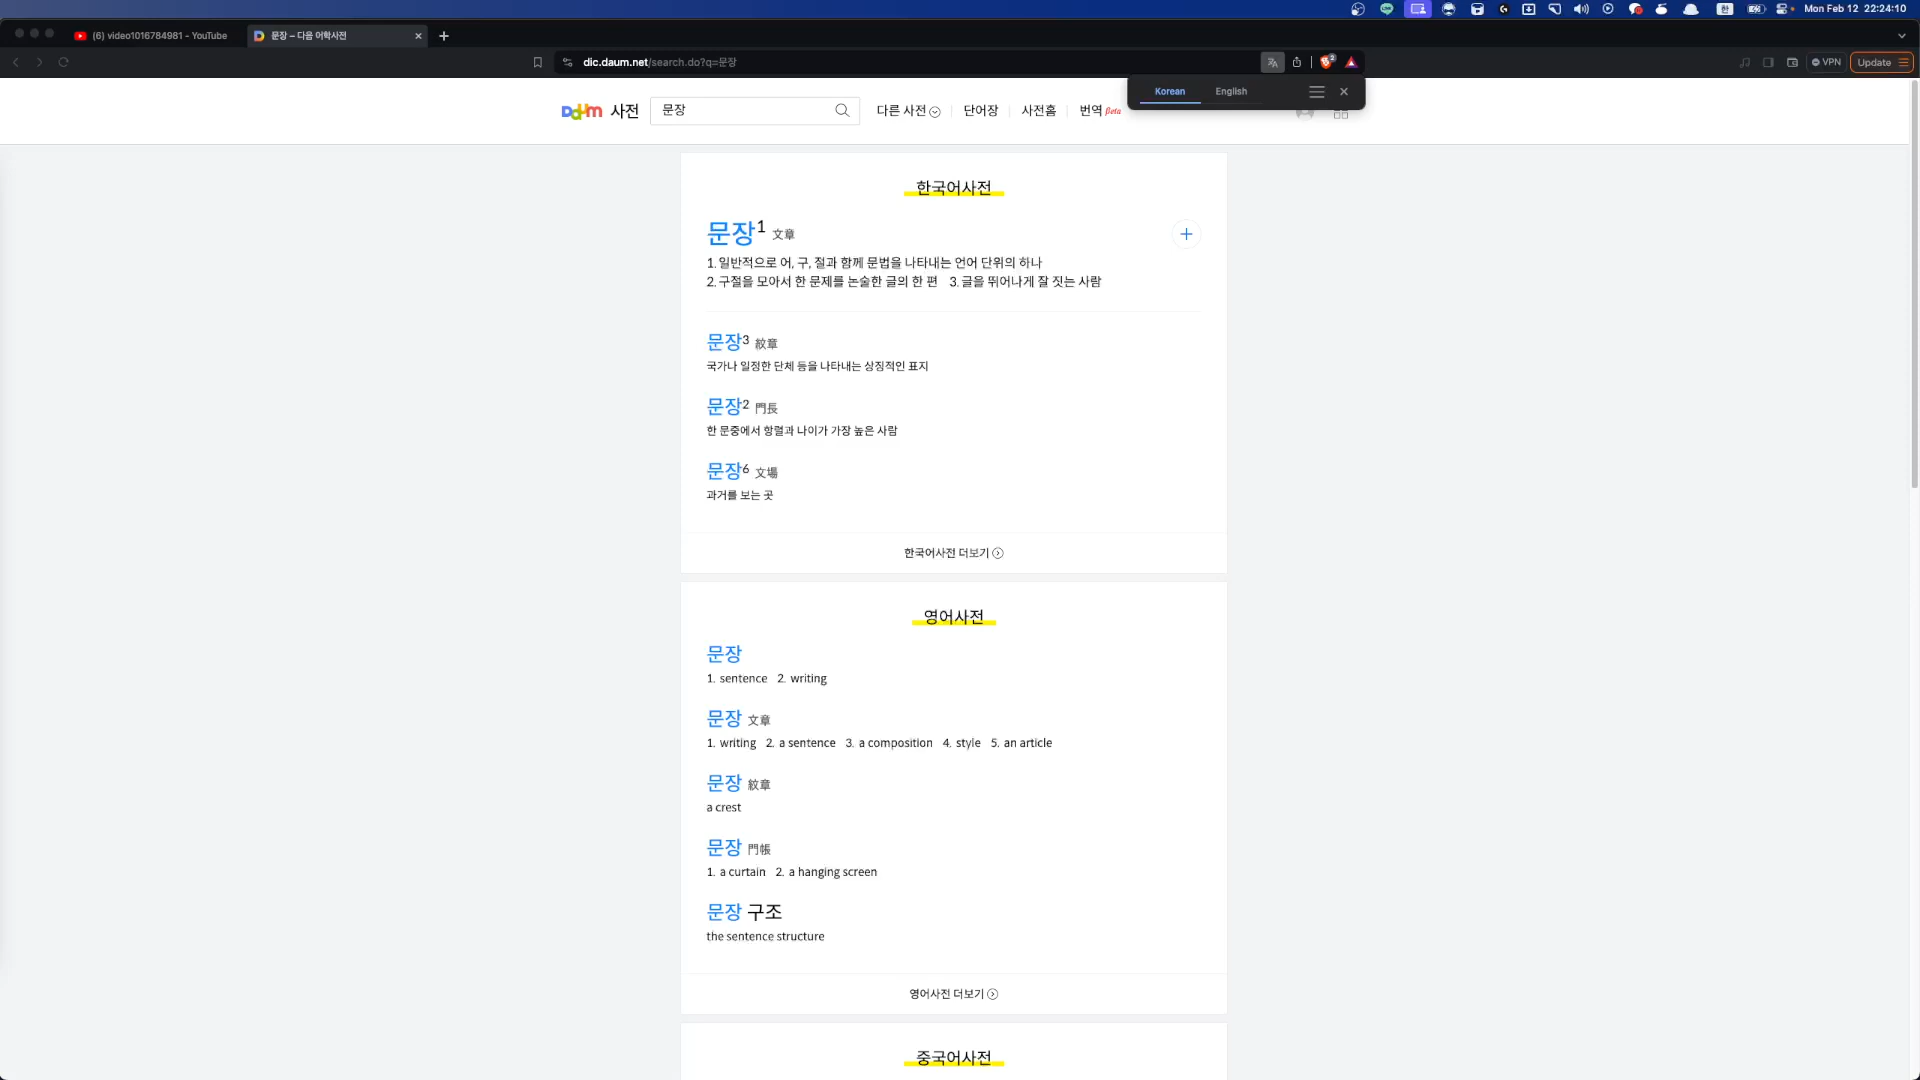 Mon Feb 12 22:24:10
(6) video1016784981 - YouTube
문장 – 다음 어학사전
dic.daum.net/search.do?q=문장
VPN
Update
Korean English
Daum 사전 문장 다른 사전 단어장 사전홈 번역 Beta
한국어사전
문장1 文章
1. 일반적으로 어, 구, 절과 함께 문법을 나타내는 언어 단위의 하나
2. 구절을 모아서 한 문제를 논술한 글의 한 편 3. 글을 뛰어나게 잘 짓는 사람
문장3 紋章
국가나 일정한 단체 등을 나타내는 상징적인 표지
문장2 門長
한 문중에서 항렬과 나이가 가장 높은 사람
문장6 文場
과거를 보는 곳
한국어사전 더보기
영어사전
문장
1. sentence 2. writing
문장 文章
1. writing 2. a sentence 3. a composition 4. style 5. an article
문장 紋章
a crest
문장 門帳
1. a curtain 2. a hanging screen
문장 구조
the sentence structure
영어사전 더보기
중국어사전